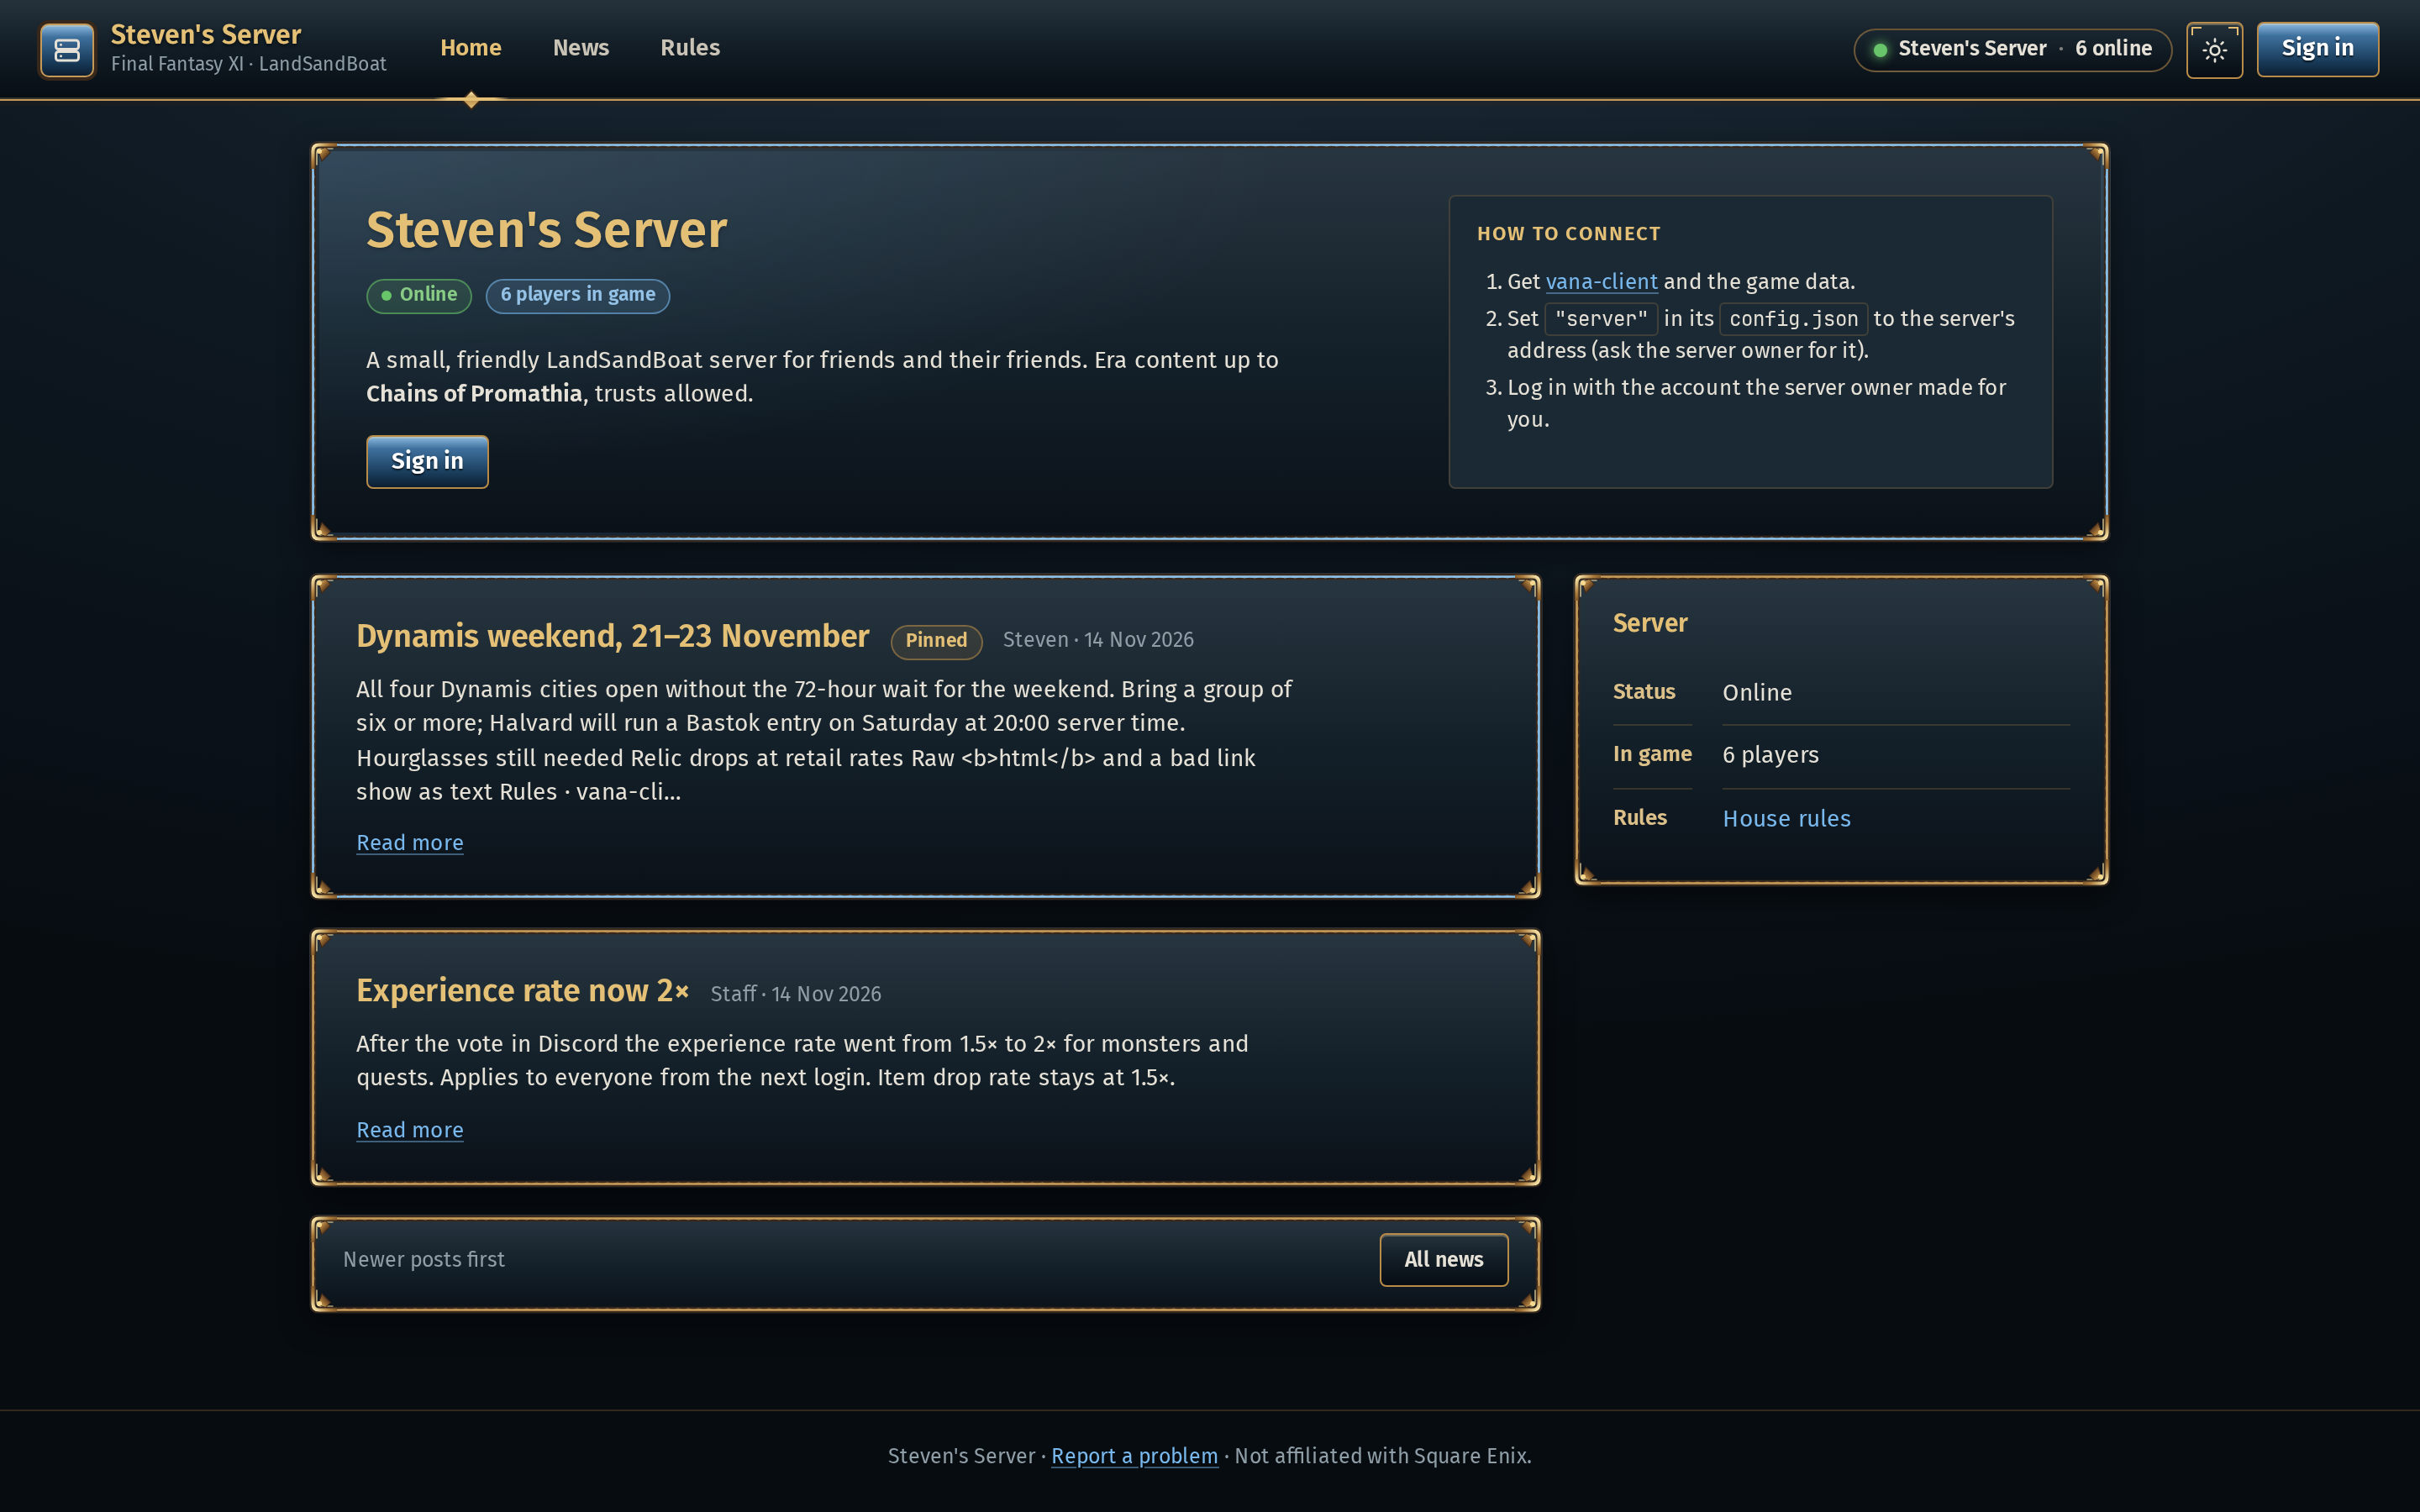 Steven's Server
Final Fantasy XI · LandSandBoat
Home
News
Rules
Steven's Server · 6 online
Sign in
Steven's Server
Online
6 players in game
A small, friendly LandSandBoat server for friends and their friends. Era content up to
Chains of Promathia, trusts allowed.
Sign in
HOW TO CONNECT
1. Get vana-client and the game data.
2. Set "server" in its config.json to the server's
address (ask the server owner for it).
3. Log in with the account the server owner made for
you.
Dynamis weekend, 21–23 November
Pinned
Steven · 14 Nov 2026
All four Dynamis cities open without the 72-hour wait for the weekend. Bring a group of
six or more; Halvard will run a Bastok entry on Saturday at 20:00 server time.
Hourglasses still needed Relic drops at retail rates Raw <b>html</b> and a bad link
show as text Rules · vana-cli…
Read more
Server
Status
Online
In game
6 players
Rules
House rules
Experience rate now 2×
Staff · 14 Nov 2026
After the vote in Discord the experience rate went from 1.5× to 2× for monsters and
quests. Applies to everyone from the next login. Item drop rate stays at 1.5×.
Read more
Newer posts first
All news
Steven's Server · Report a problem · Not affiliated with Square Enix.